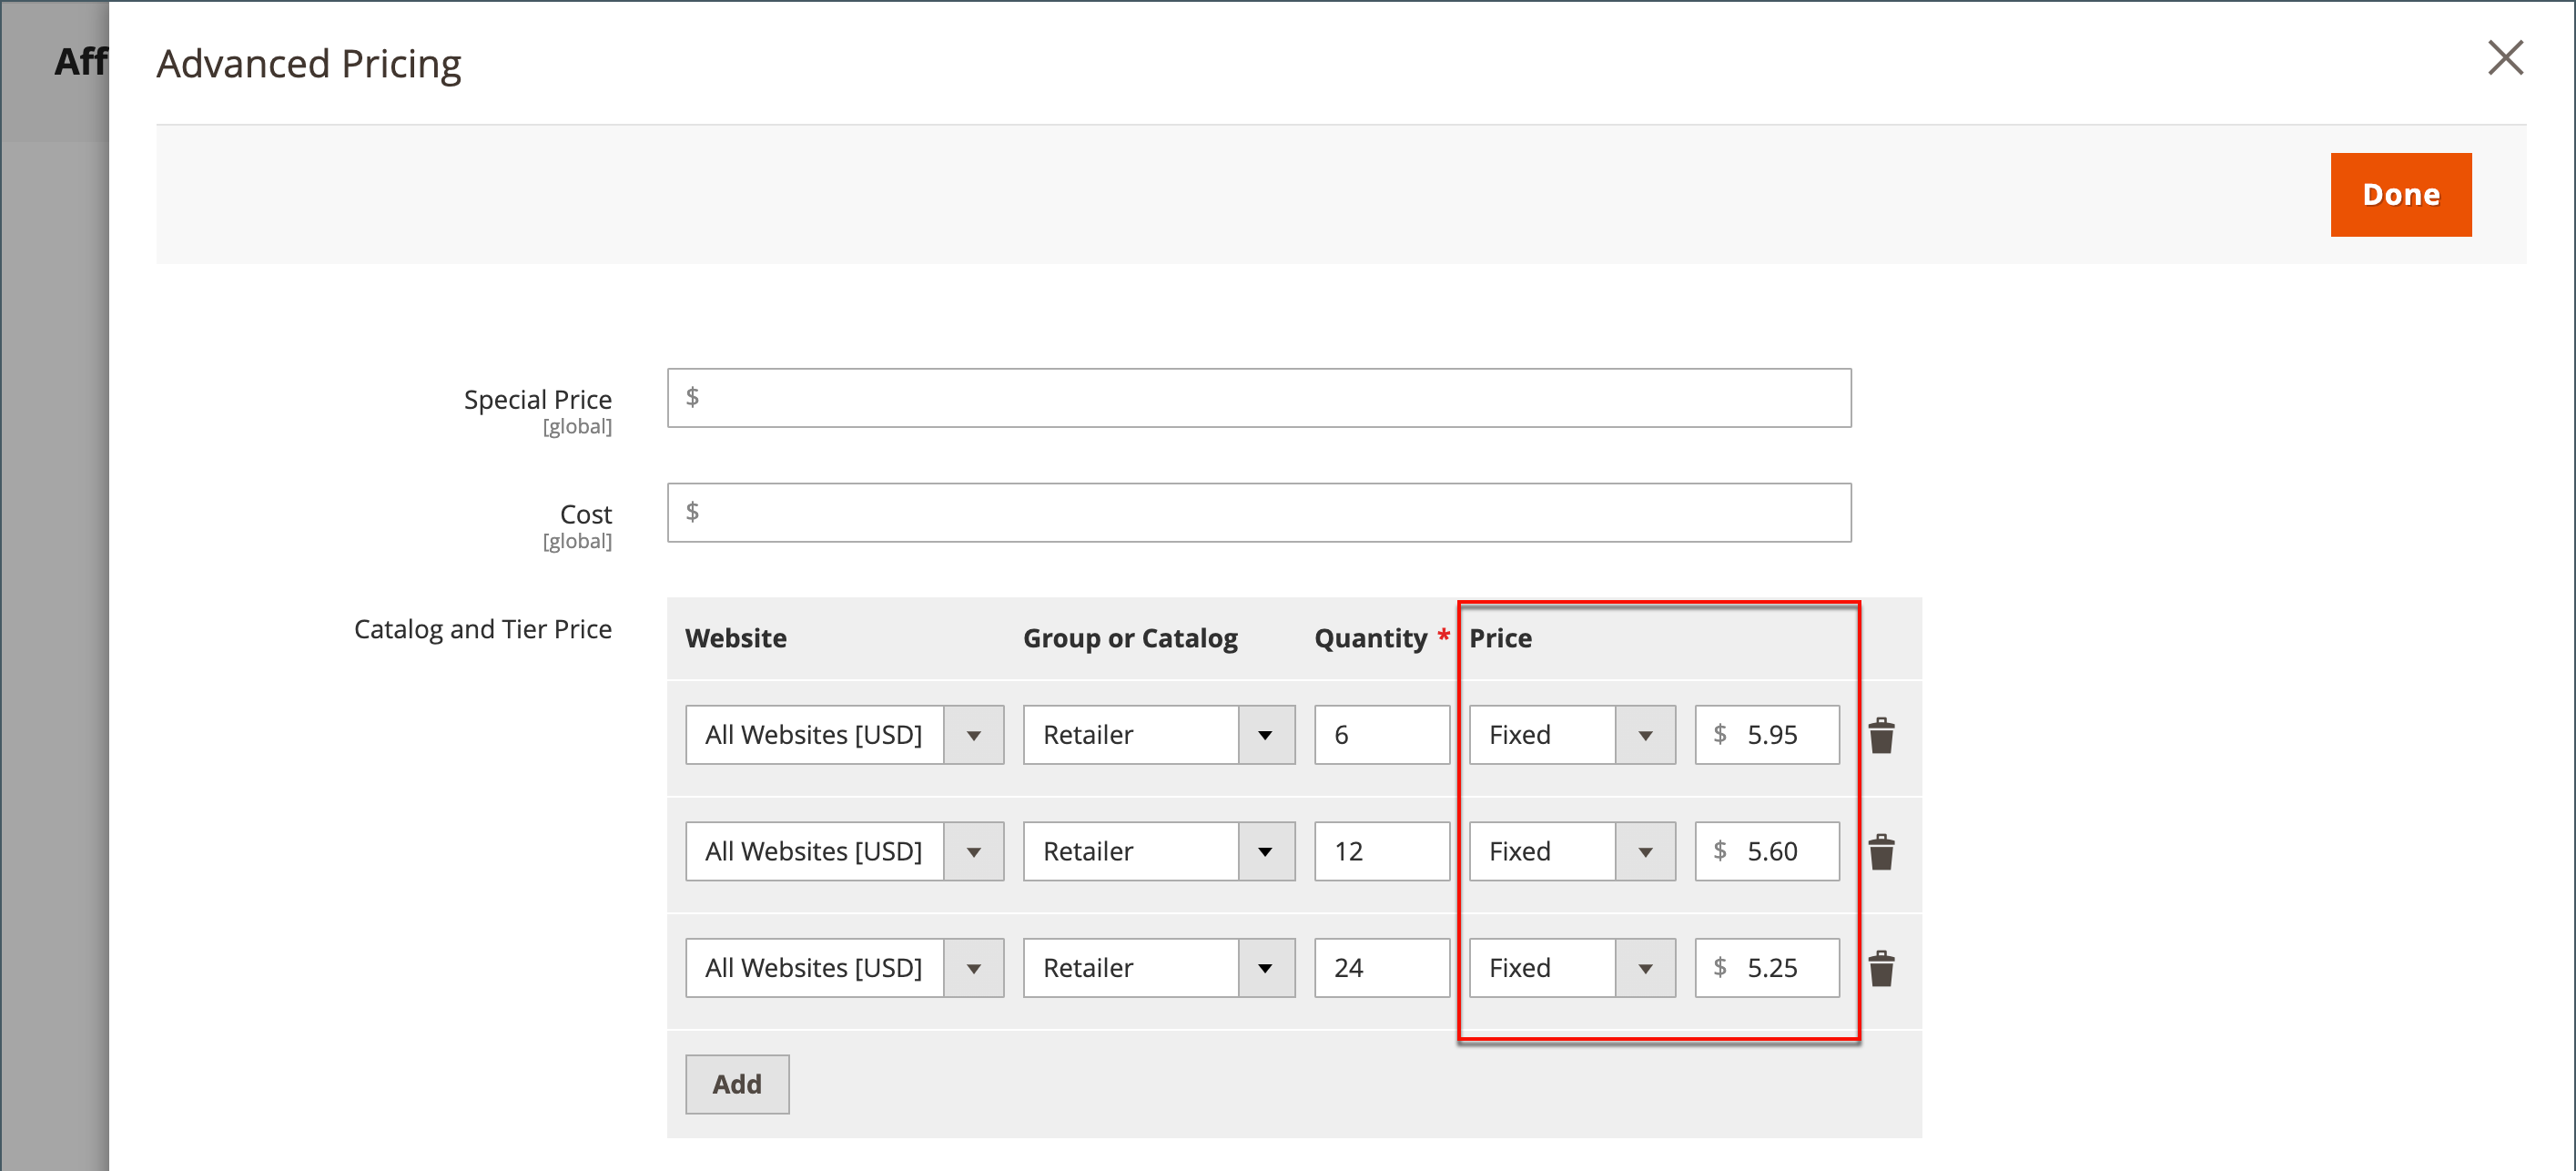 Aff
Advanced Pricing
Done
Special Price
[global]
$
Cost
[global]
$
Catalog and Tier Price
Website Group or Catalog Quantity * Price
All Websites [USD] Retailer 6 Fixed $ 5.95
All Websites [USD] Retailer 12 Fixed $ 5.60
All Websites [USD] Retailer 24 Fixed $ 5.25
Add